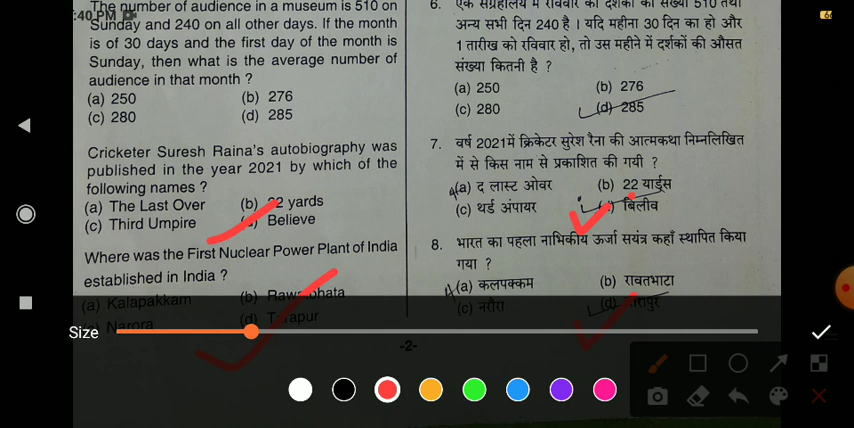 :40 PM
The number of audience in a museum is 510 on
Sunday and 240 on all other days. If the month
is of 30 days and the first day of the month is
Sunday, then what is the average number of
audience in that month ?
(a) 250 (b) 276
(c) 280 (d) 285
Cricketer Suresh Raina's autobiography was
published in the year 2021 by which of the
following names ?
(a) The Last Over (b) 22 yards
(c) Third Umpire Believe
Where was the First Nuclear Power Plant of India
established in India ?
(a) Kalapakkam (b)
Narora (d)
6. एक संग्रहालय में रविवार को दर्शकों की संख्या 510 तथा
अन्य सभी दिन 240 है । यदि महीना 30 दिन का हो और
1 तारीख को रविवार हो, तो उस महीने में दर्शकों की औसत
संख्या कितनी है ?
(a) 250 (b) 276
(c) 280 (d) 285
7. वर्ष 2021में क्रिकेटर सुरेश रैना की आत्मकथा निम्नलिखित
में से किस नाम से प्रकाशित की गयी ?
(a) द लास्ट ओवर (b) 22 यार्ड्स
(c) थर्ड अंपायर बिलीव
8. भारत का पहला नाभिकीय ऊर्जा सयंत्र कहाँ स्थापित किया
गया ?
(a) कलपक्कम (b) रावतभाटा
(c) नरौरा (d) तारापुर
-2-
Size